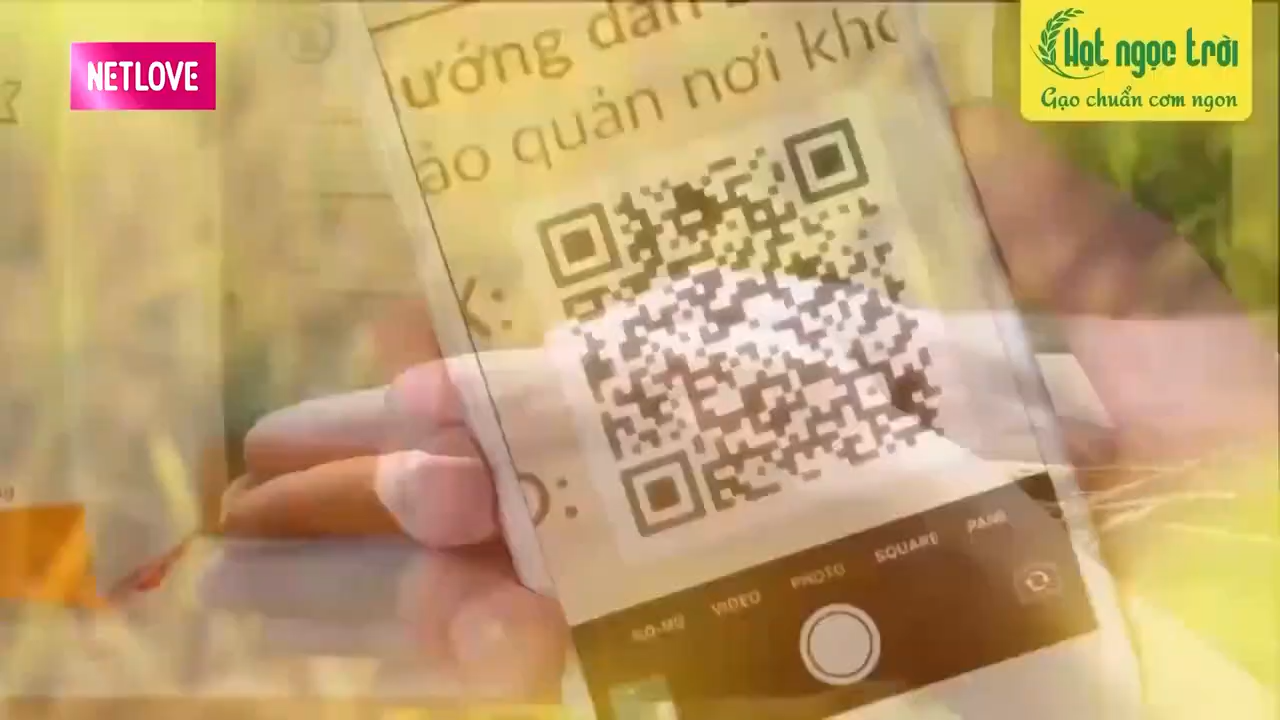 NETLOVE
Hạt ngọc trời
Gạo chuẩn cơm ngon
ướng dẫn
ảo quản nơi khô
X:
D:
SLO-MO VIDEO PHOTO SQUARE PANO